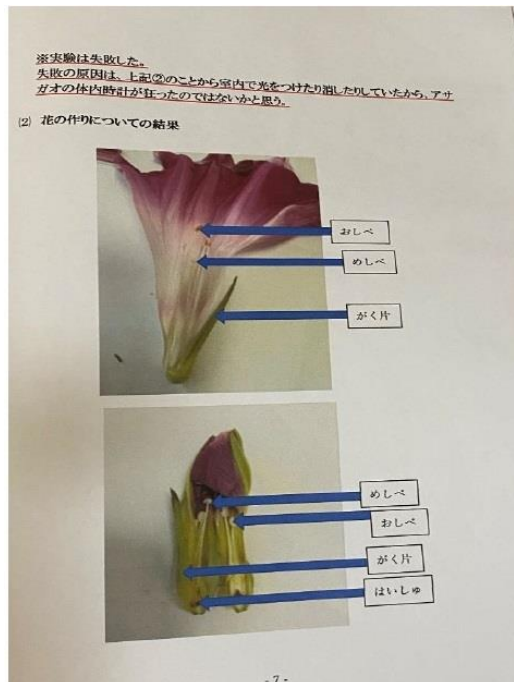 ※実験は失敗した。
失敗の原因は、上記②のことから室内で光をつけたり消したりしていたから、アサ
ガオの体内時計が狂ったのではないかと思う。
(2) 花の作りについての結果
おしべ
めしべ
がく片
めしべ
おしべ
がく片
はいしゅ
- 7 -